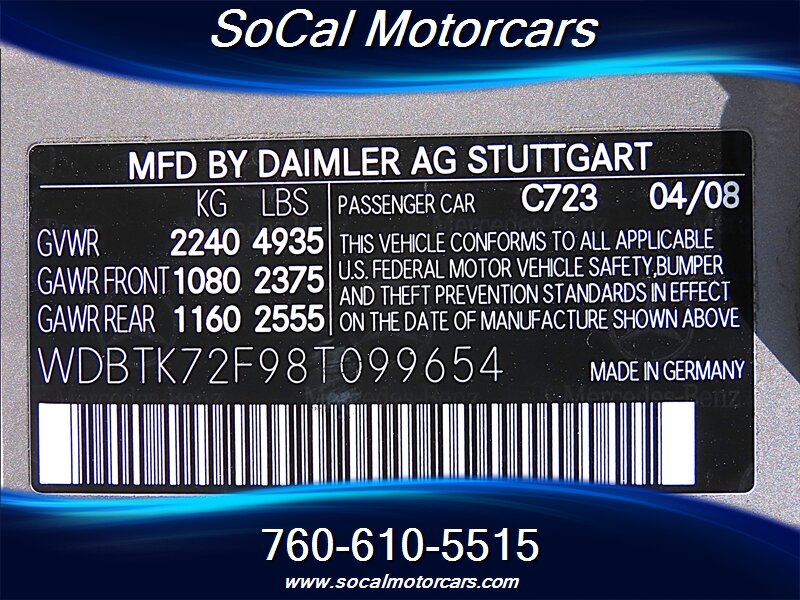 SoCal Motorcars
MFD BY DAIMLER AG STUTTGART
KG LBS
PASSENGER CAR C723 04/08
GVWR 2240 4935
GAWR FRONT 1080 2375
GAWR REAR 1160 2555
THIS VEHICLE CONFORMS TO ALL APPLICABLE
U.S. FEDERAL MOTOR VEHICLE SAFETY,BUMPER
AND THEFT PREVENTION STANDARDS IN EFFECT
ON THE DATE OF MANUFACTURE SHOWN ABOVE
WDBTK72F98T099654 MADE IN GERMANY
Mercedes-Benz
760-610-5515
www.socalmotorcars.com